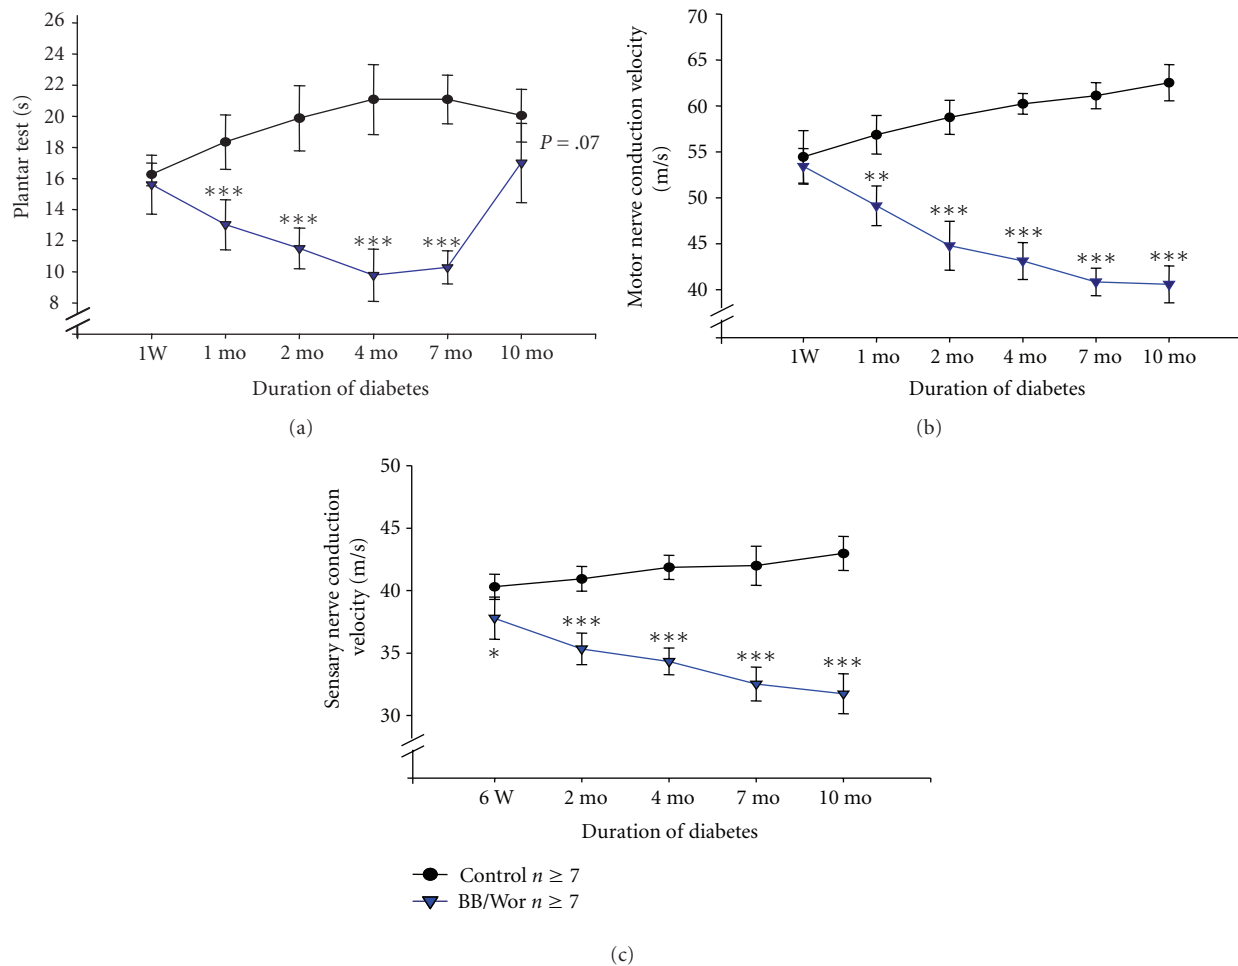 26
24
22
20
18
16
14
12
10
8
Plantar test (s)
***
***
***
***
P = .07
1W 1 mo 2 mo 4 mo 7 mo 10 mo
Duration of diabetes
(a)
70
65
60
55
50
45
40
Motor nerve conduction velocity
(m/s)
**
***
***
***
***
1W 1 mo 2 mo 4 mo 7 mo 10 mo
Duration of diabetes
(b)
50
45
40
35
30
Sensary nerve conduction
velocity (m/s)
*
***
***
***
***
6 W 2 mo 4 mo 7 mo 10 mo
Duration of diabetes
Control n ≥ 7
BB/Wor n ≥ 7
(c)